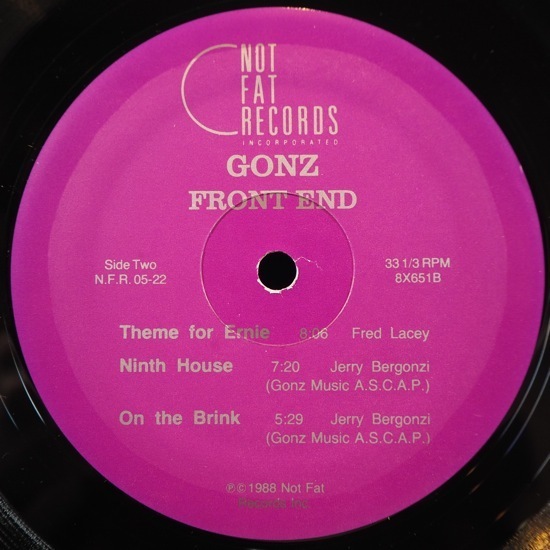 NOT
FAT
RECORDS
INCORPORATED
GONZ
FRONT END
Side Two
N.F.R. 05-22
33 1/3 RPM
8X651B
Theme for Ernie 8:06 Fred Lacey
Ninth House 7:20 Jerry Bergonzi
(Gonz Music A.S.C.A.P.)
On the Brink 5:29 Jerry Bergonzi
(Gonz Music A.S.C.A.P.)
℗©1988 Not Fat
Records Inc.